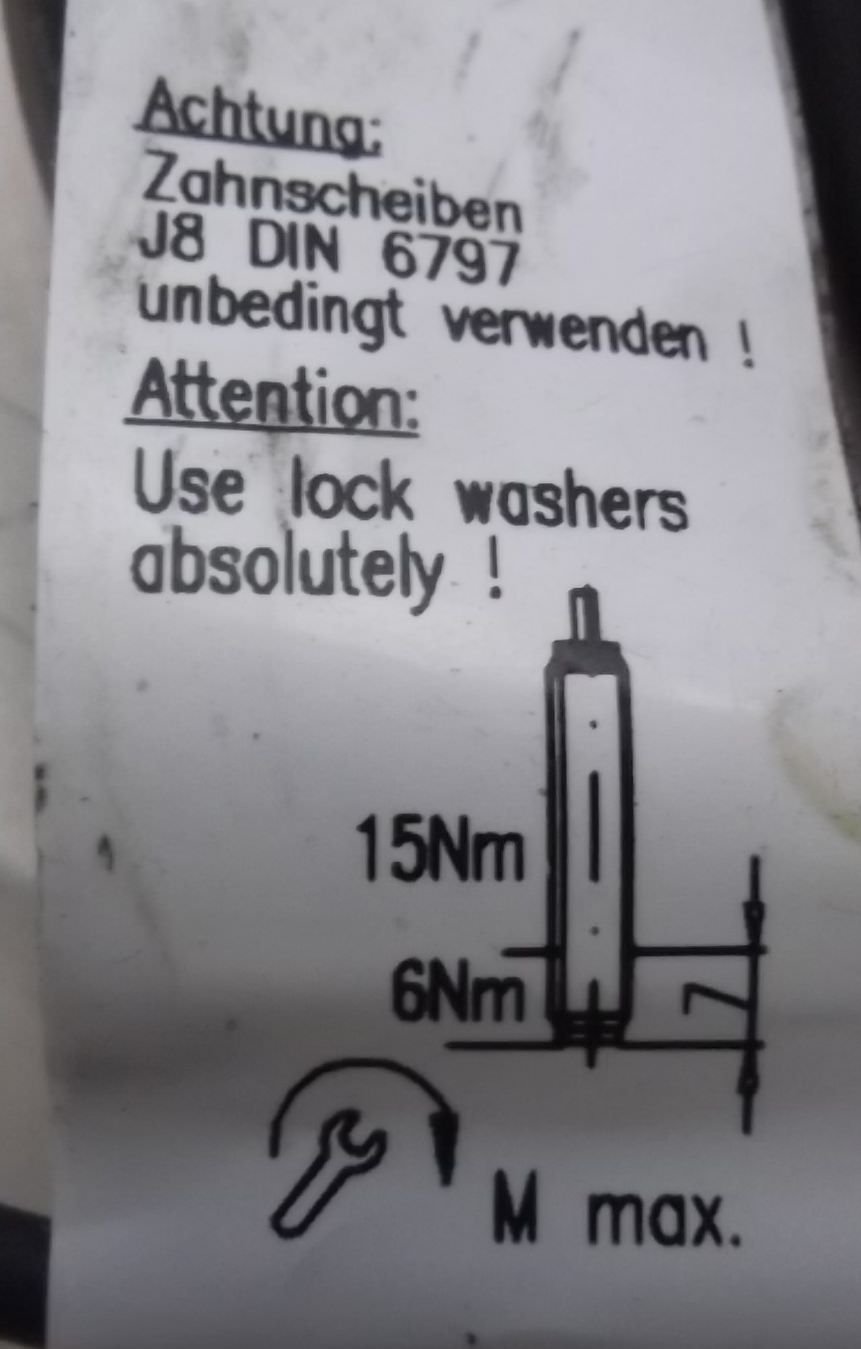 Achtung:
Zahnscheiben
J8 DIN 6797
unbedingt verwenden !
Attention:
Use lock washers
absolutely !
15Nm
6Nm
7
M max.